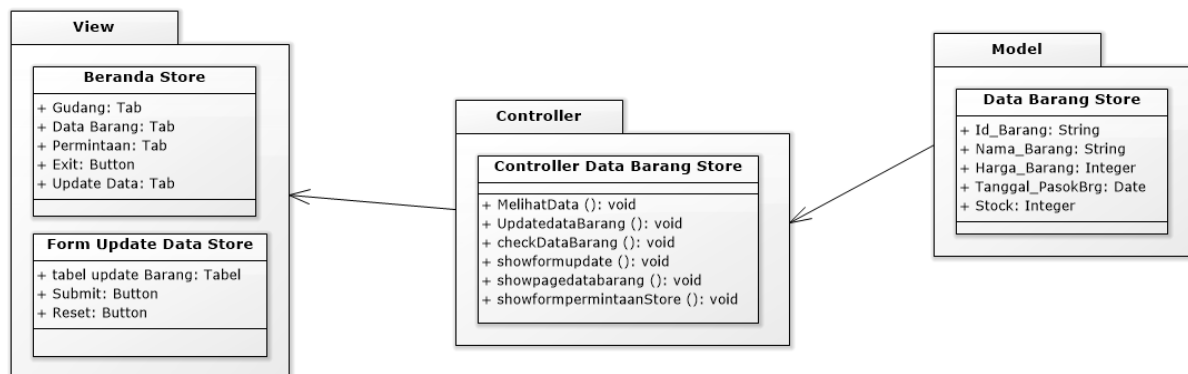 View
Beranda Store
+ Gudang: Tab
+ Data Barang: Tab
+ Permintaan: Tab
+ Exit: Button
+ Update Data: Tab
Form Update Data Store
+ tabel update Barang: Tabel
+ Submit: Button
+ Reset: Button
Controller
Controller Data Barang Store
+ MelihatData (): void
+ UpdatedataBarang (): void
+ checkDataBarang (): void
+ showformupdate (): void
+ showpagedatabarang (): void
+ showformpermintaanStore (): void
Model
Data Barang Store
+ Id_Barang: String
+ Nama_Barang: String
+ Harga_Barang: Integer
+ Tanggal_PasokBrg: Date
+ Stock: Integer